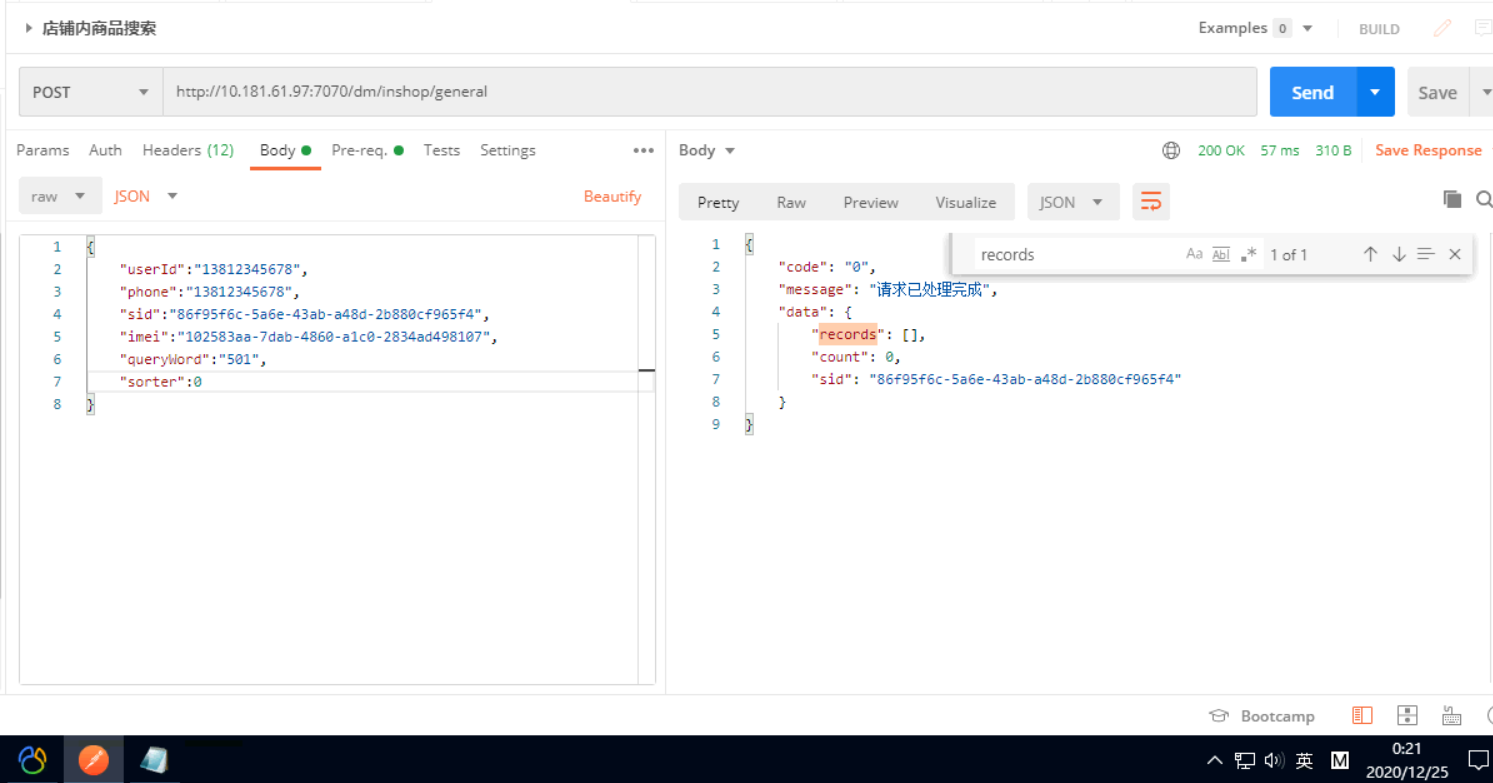 店铺内商品搜索
Examples 0
BUILD
POST
http://10.181.61.97:7070/dm/inshop/general
Send
Save
Params Auth Headers (12) Body Pre-req. Tests Settings
Body
200 OK 57 ms 310 B Save Response
raw JSON Beautify
Pretty Raw Preview Visualize JSON
records
Aa Abl .* 1 of 1
1 {
2 "userId":"13812345678",
3 "phone":"13812345678",
4 "sid":"86f95f6c-5a6e-43ab-a48d-2b880cf965f4",
5 "imei":"102583aa-7dab-4860-a1c0-2834ad498107",
6 "queryWord":"501",
7 "sorter":0
8 }
1 {
2 "code": "0",
3 "message": "请求已处理完成",
4 "data": {
5 "records": [],
6 "count": 0,
7 "sid": "86f95f6c-5a6e-43ab-a48d-2b880cf965f4"
8 }
9 }
Bootcamp
英 M
0:21
2020/12/25